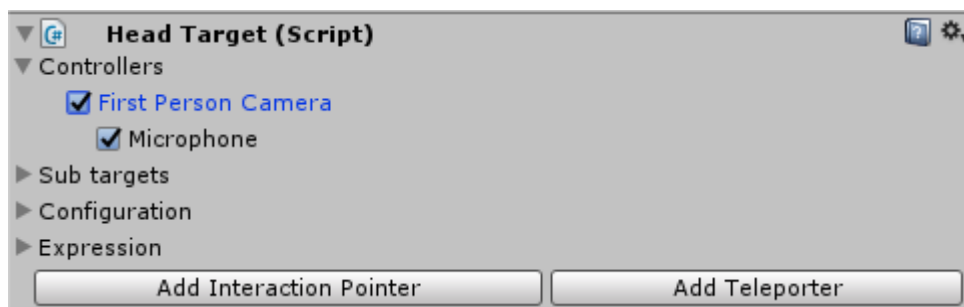 Head Target (Script)
Controllers
First Person Camera
Microphone
Sub targets
Configuration
Expression
Add Interaction Pointer Add Teleporter